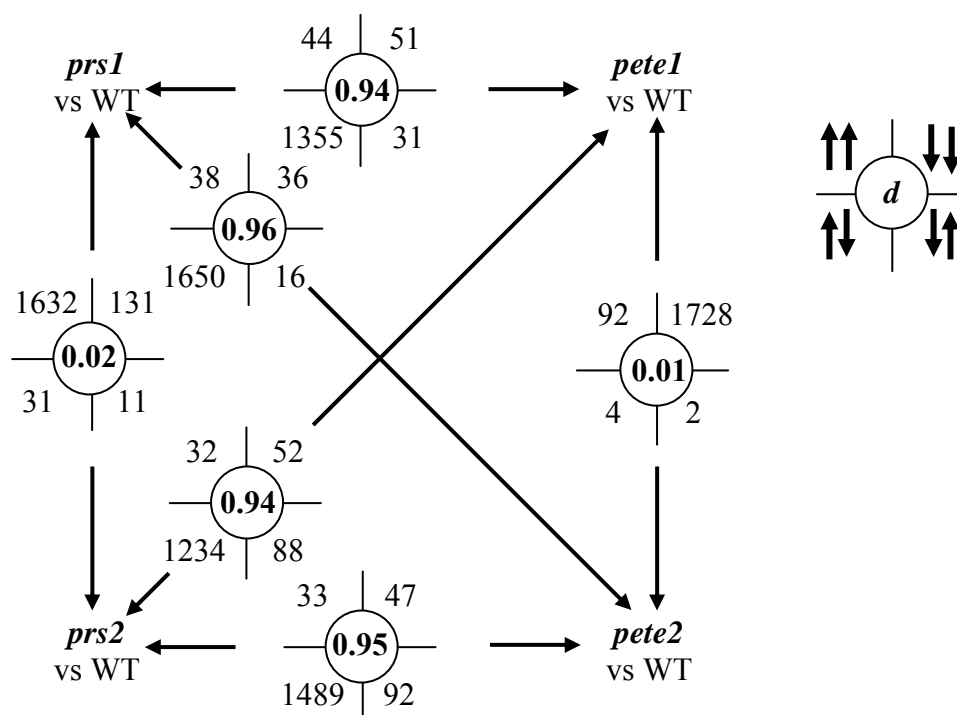 44 51
prs1
vs WT
0.94
pete1
vs WT
1355 31
38 36
0.96
1650 16
d
1632 131
0.02
31 11
92 1728
0.01
4 2
32 52
0.94
1234 88
33 47
prs2
vs WT
0.95
pete2
vs WT
1489 92